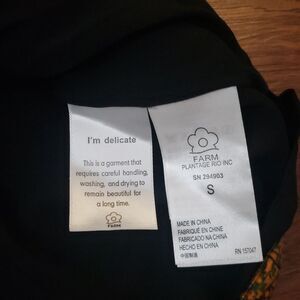 I'm delicate
This is a garment that
requires careful handling,
washing, and drying to
remain beautiful for
a long time.
FARM
FARM
PLANTAGE RIO INC
SN 294903
S
MADE IN CHINA
FABRIQUÉ EN CHINE
FABRICADO NA CHINA
HECHO EN CHINA
中国制造
RN 157047